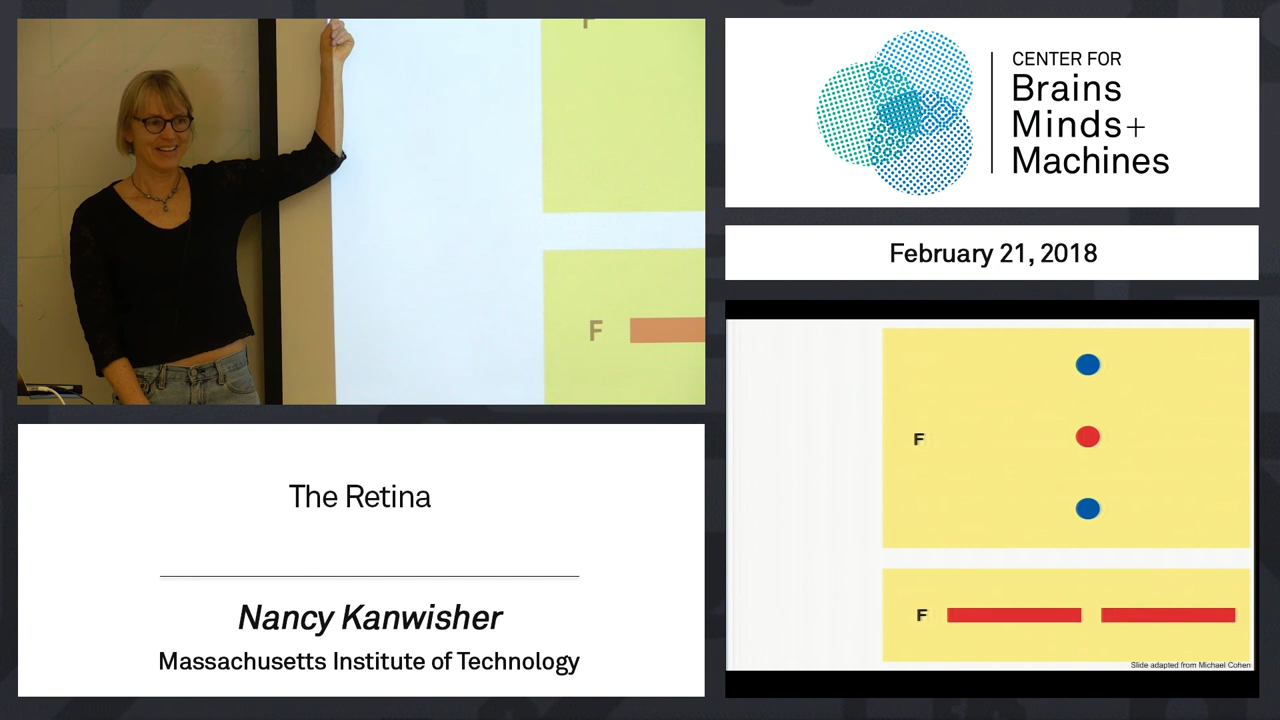 F
F
The Retina
Nancy Kanwisher
Massachusetts Institute of Technology
CENTER FOR
Brains
Minds+
Machines
February 21, 2018
F
F
Slide adapted from Michael Cohen